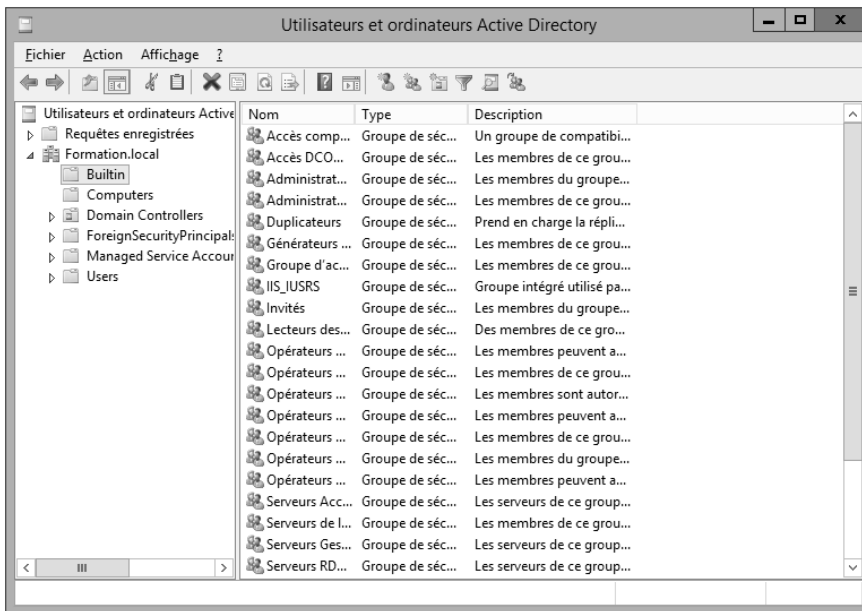 Utilisateurs et ordinateurs Active Directory
Fichier Action Affichage ?
Utilisateurs et ordinateurs Active
Requêtes enregistrées
Formation.local
Builtin
Computers
Domain Controllers
ForeignSecurityPrincipals
Managed Service Accour
Users
Nom Type Description
Accès comp... Groupe de séc... Un groupe de compatibi...
Accès DCO... Groupe de séc... Les membres de ce grou...
Administrat... Groupe de séc... Les membres du groupe...
Administrat... Groupe de séc... Les membres de ce grou...
Duplicateurs Groupe de séc... Prend en charge la répli...
Générateurs ... Groupe de séc... Les membres de ce grou...
Groupe d'ac... Groupe de séc... Les membres de ce grou...
IIS_IUSRS Groupe de séc... Groupe intégré utilisé pa...
Invités Groupe de séc... Les membres du groupe...
Lecteurs des... Groupe de séc... Des membres de ce gro...
Opérateurs ... Groupe de séc... Les membres peuvent a...
Opérateurs ... Groupe de séc... Les membres de ce grou...
Opérateurs ... Groupe de séc... Les membres sont autor...
Opérateurs ... Groupe de séc... Les membres peuvent a...
Opérateurs ... Groupe de séc... Les membres de ce grou...
Opérateurs ... Groupe de séc... Les membres du groupe...
Opérateurs ... Groupe de séc... Les membres peuvent a...
Serveurs Acc... Groupe de séc... Les serveurs de ce group...
Serveurs de l... Groupe de séc... Les membres de ce grou...
Serveurs Ges... Groupe de séc... Les serveurs de ce group...
Serveurs RD... Groupe de séc... Les serveurs de ce group...